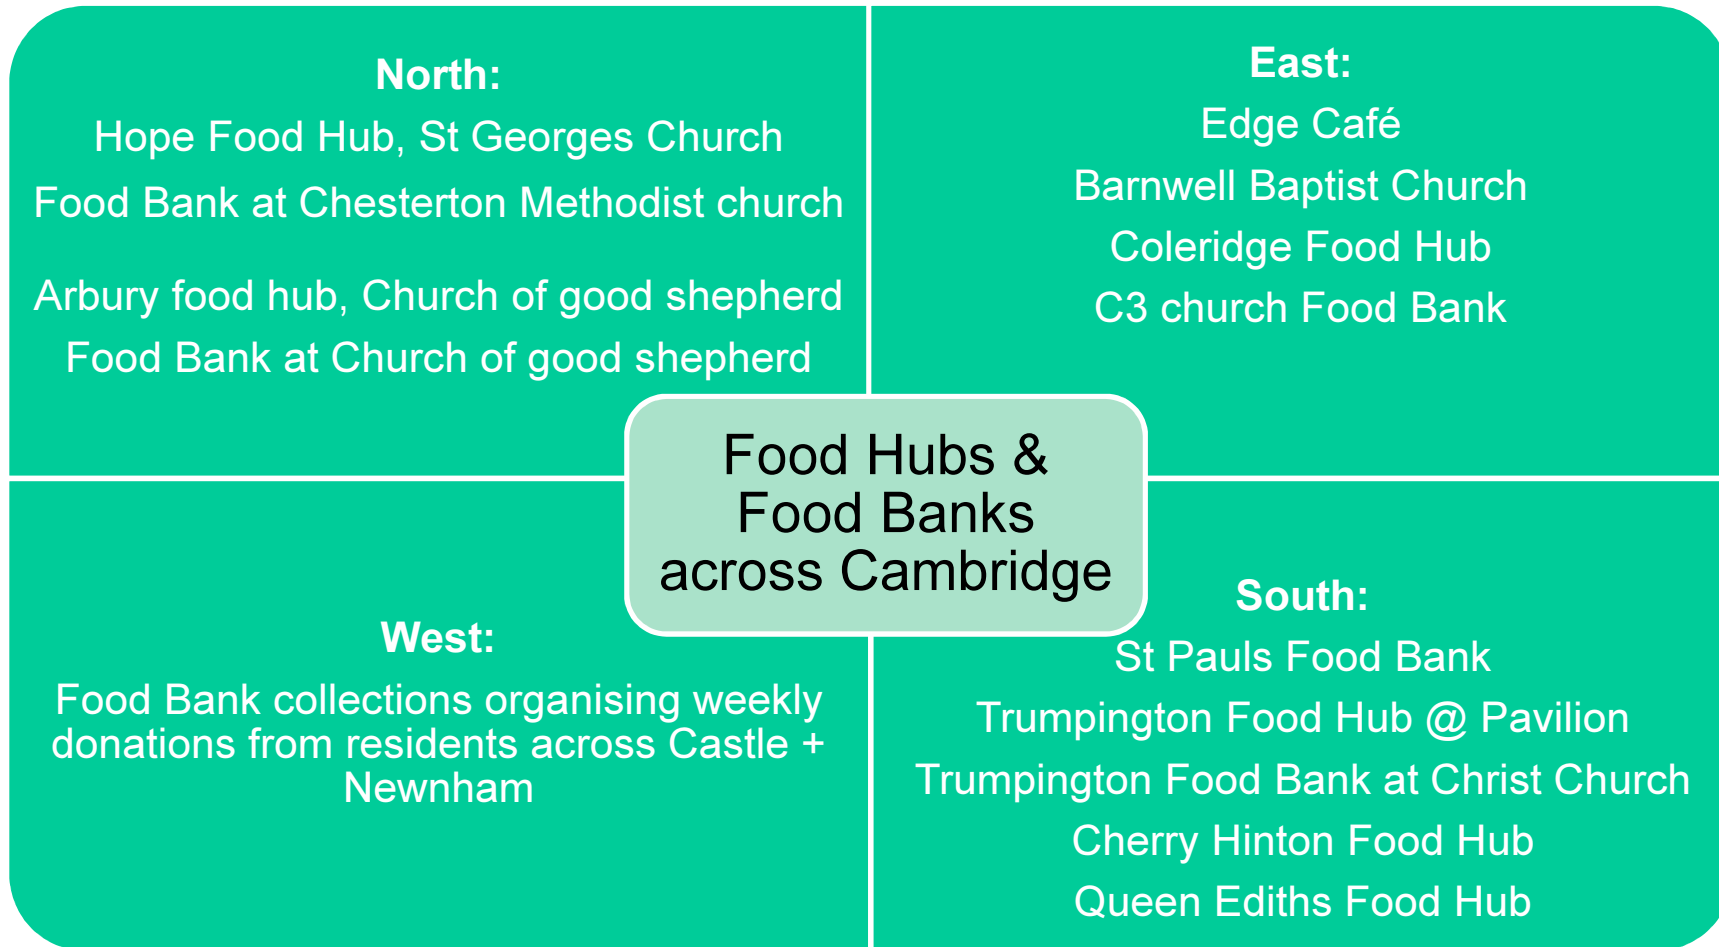 North:
Hope Food Hub, St Georges Church
Food Bank at Chesterton Methodist church
Arbury food hub, Church of good shepherd
Food Bank at Church of good shepherd
East:
Edge Café
Barnwell Baptist Church
Coleridge Food Hub
C3 church Food Bank
Food Hubs &
Food Banks
across Cambridge
West:
Food Bank collections organising weekly
donations from residents across Castle +
Newnham
South:
St Pauls Food Bank
Trumpington Food Hub @ Pavilion
Trumpington Food Bank at Christ Church
Cherry Hinton Food Hub
Queen Ediths Food Hub